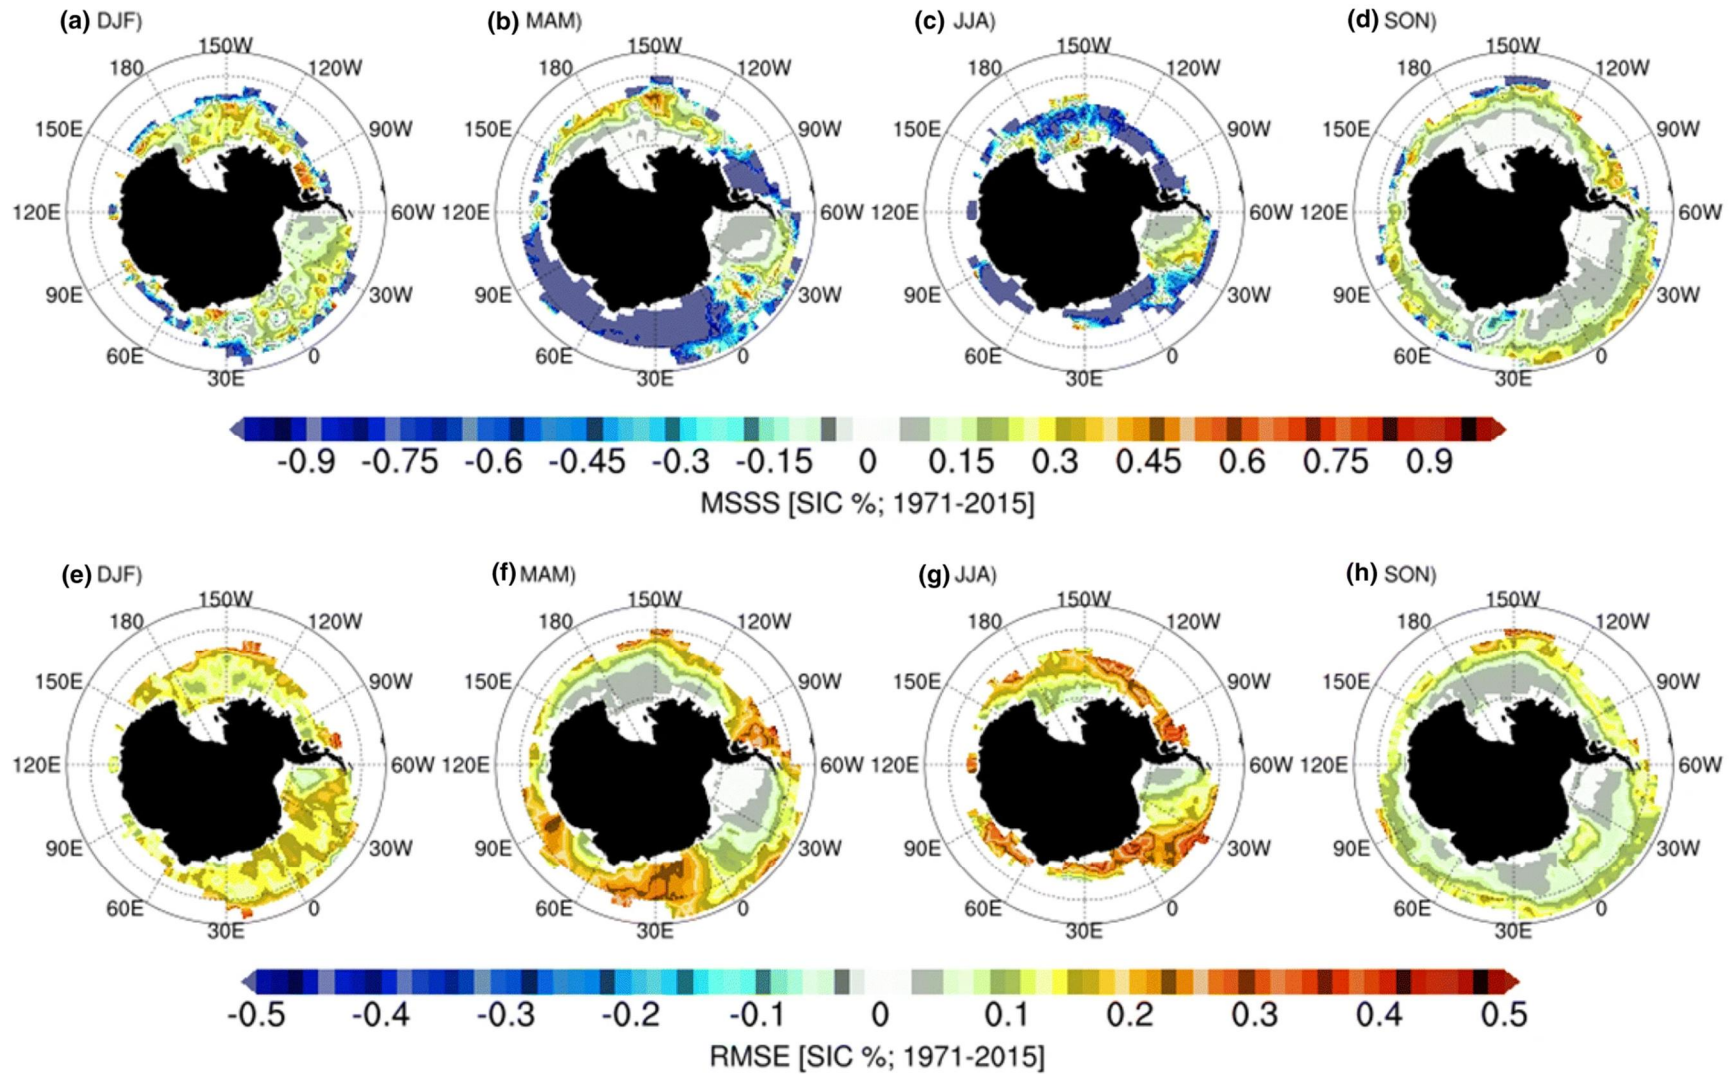 (a) DJF) (b) MAM) (c) JJA) (d) SON)
150W 150W 150W 150W
180 120W 180 120W 180 120W 180 120W
150E 90W 150E 90W 150E 90W 150E 90W
120E 60W 120E 60W 120E 60W 120E 60W
90E 30W 90E 30W 90E 30W 90E 30W
60E 0 60E 0 60E 0 60E 0
30E 30E 30E 30E
-0.9 -0.75 -0.6 -0.45 -0.3 -0.15 0 0.15 0.3 0.45 0.6 0.75 0.9
MSSS [SIC %; 1971-2015]
(e) DJF) (f) MAM) (g) JJA) (h) SON)
150W 150W 150W 150W
180 120W 180 120W 180 120W 180 120W
150E 90W 150E 90W 150E 90W 150E 90W
120E 60W 120E 60W 120E 60W 120E 60W
90E 30W 90E 30W 90E 30W 90E 30W
60E 0 60E 0 60E 0 60E 0
30E 30E 30E 30E
-0.5 -0.4 -0.3 -0.2 -0.1 0 0.1 0.2 0.3 0.4 0.5
RMSE [SIC %; 1971-2015]